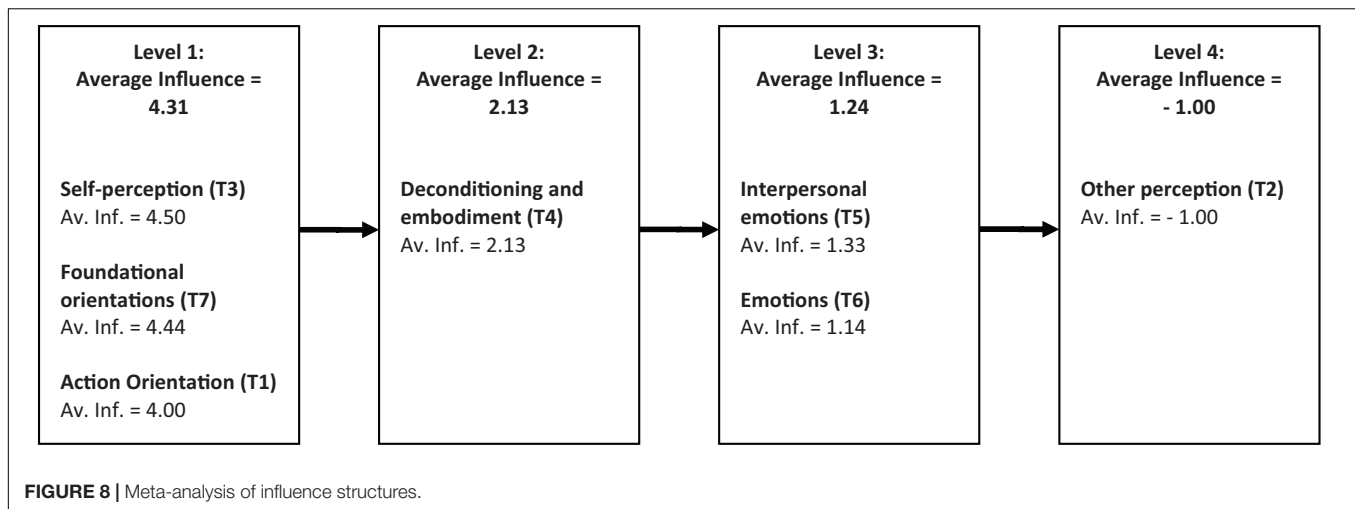 Level 1:
Average Influence =
4.31
Self-perception (T3)
Av. Inf. = 4.50
Foundational
orientations (T7)
Av. Inf. = 4.44
Action Orientation (T1)
Av. Inf. = 4.00
Level 2:
Average Influence =
2.13
Deconditioning and
embodiment (T4)
Av. Inf. = 2.13
Level 3:
Average Influence =
1.24
Interpersonal
emotions (T5)
Av. Inf. = 1.33
Emotions (T6)
Av. Inf. = 1.14
Level 4:
Average Influence =
- 1.00
Other perception (T2)
Av. Inf. = - 1.00
FIGURE 8 | Meta-analysis of influence structures.